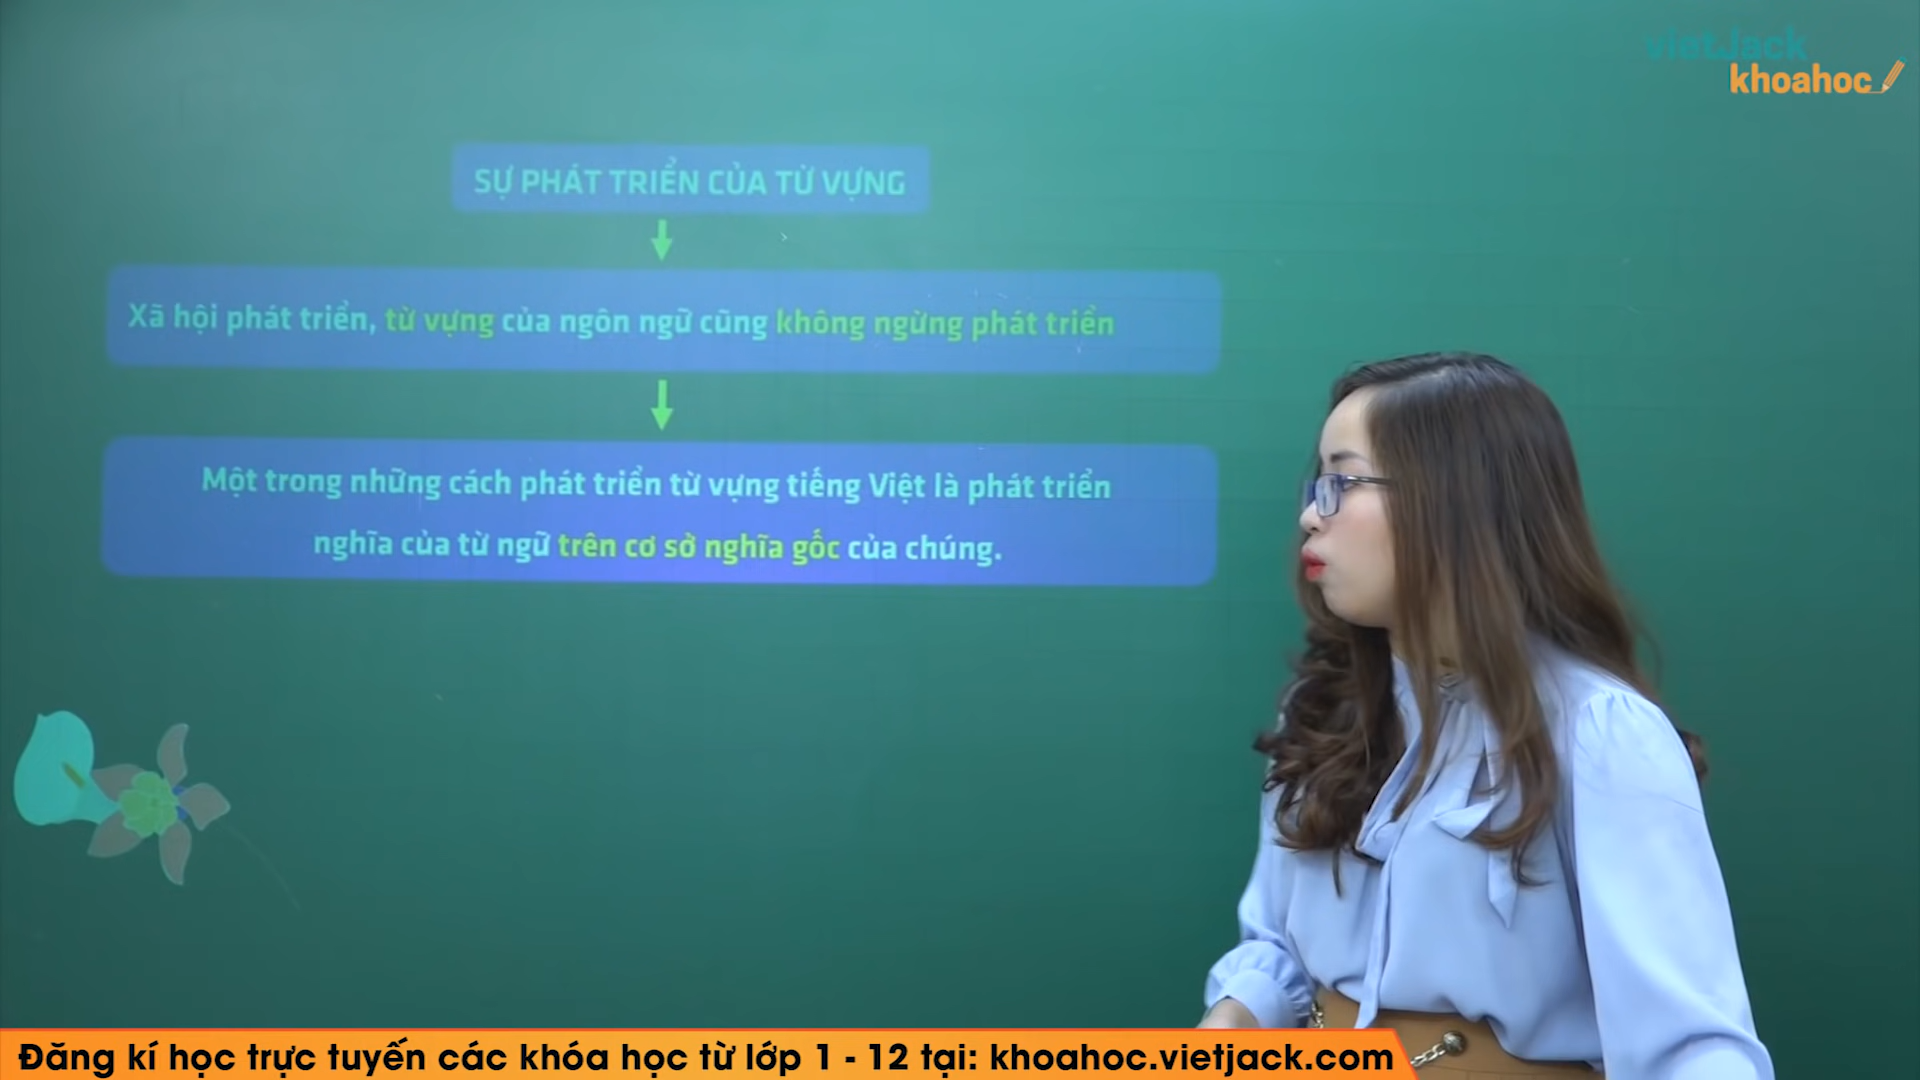 vietJack
khoahoc
SỰ PHÁT TRIỂN CỦA TỪ VỰNG
Xã hội phát triển, từ vựng của ngôn ngữ cũng không ngừng phát triển
Một trong những cách phát triển từ vựng tiếng Việt là phát triển
nghĩa của từ ngữ trên cơ sở nghĩa gốc của chúng.
Đăng kí học trực tuyến các khóa học từ lớp 1 - 12 tại: khoahoc.vietjack.com